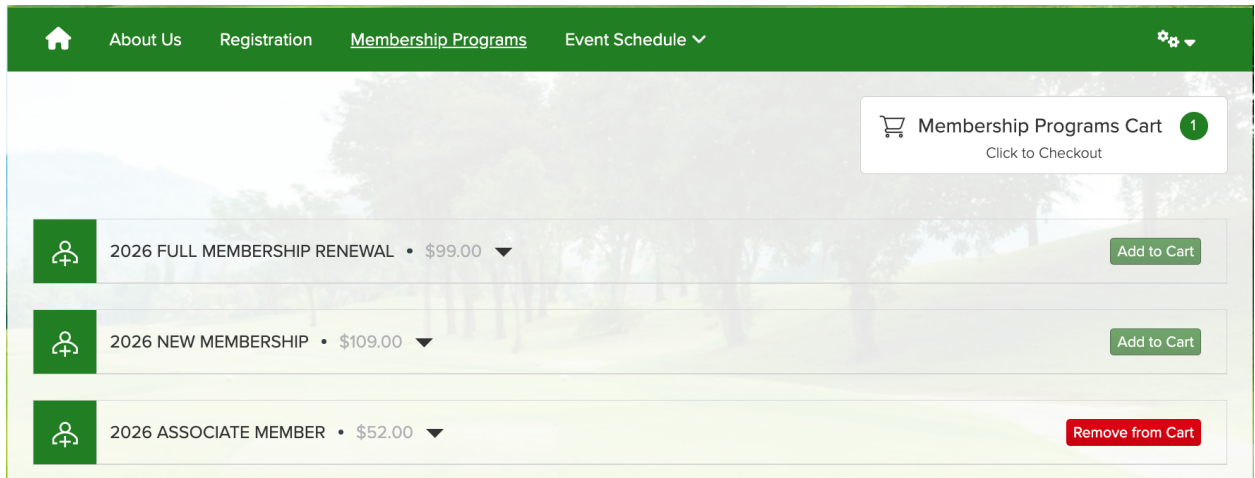 About Us Registration Membership Programs Event Schedule
Membership Programs Cart 1
Click to Checkout
2026 FULL MEMBERSHIP RENEWAL • $99.00 Add to Cart
2026 NEW MEMBERSHIP • $109.00 Add to Cart
2026 ASSOCIATE MEMBER • $52.00 Remove from Cart